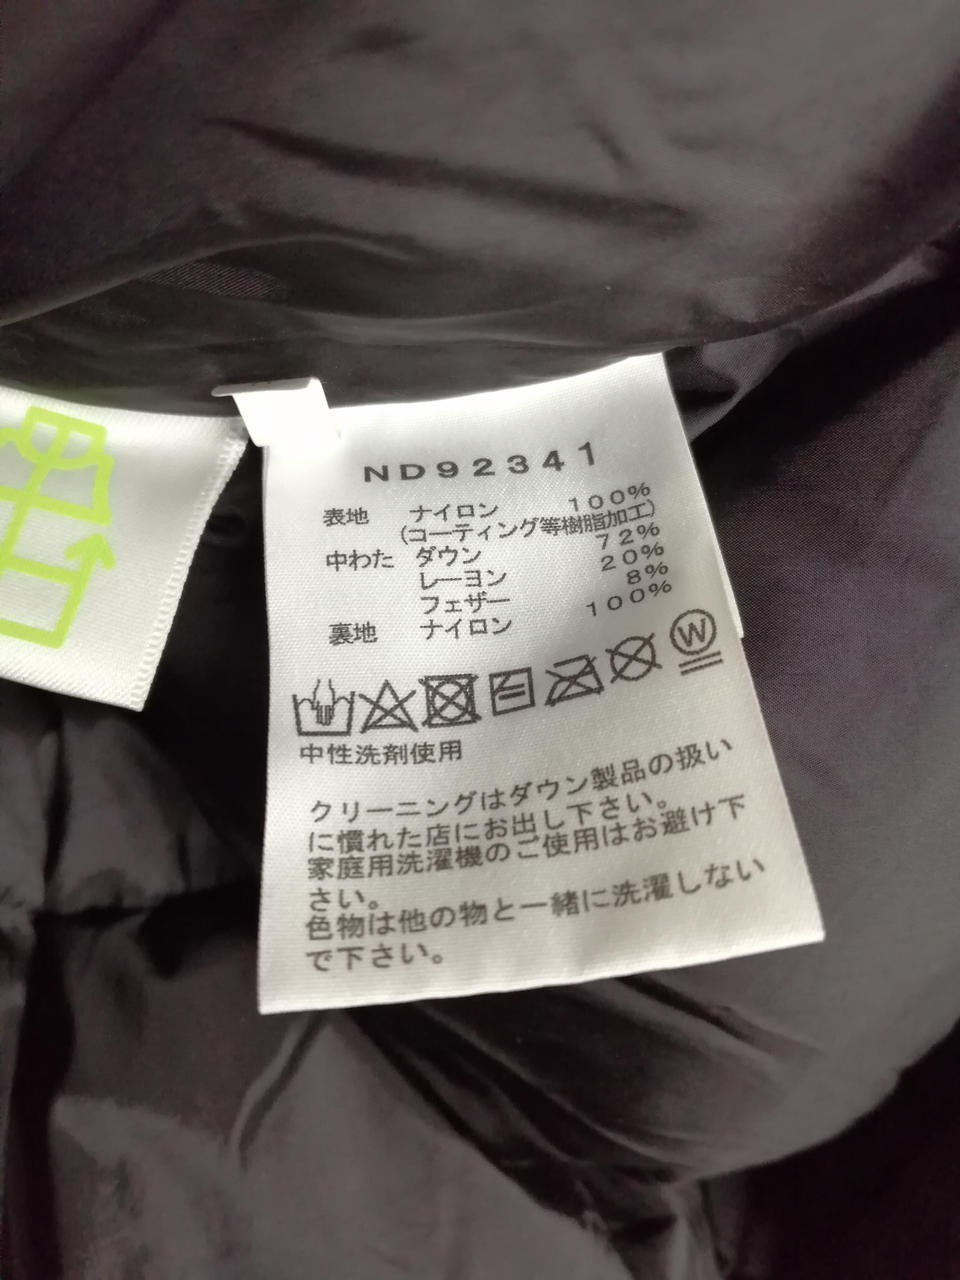 ND92341
表地 ナイロン 100%
(コーティング等樹脂加工)
中わた ダウン 72%
レーヨン 20%
フェザー 8%
裏地 ナイロン 100%
W
中性洗剤使用
クリーニングはダウン製品の扱い
に慣れた店にお出し下さい。
家庭用洗濯機のご使用はお避け下
さい。
色物は他の物と一緒に洗濯しない
で下さい。